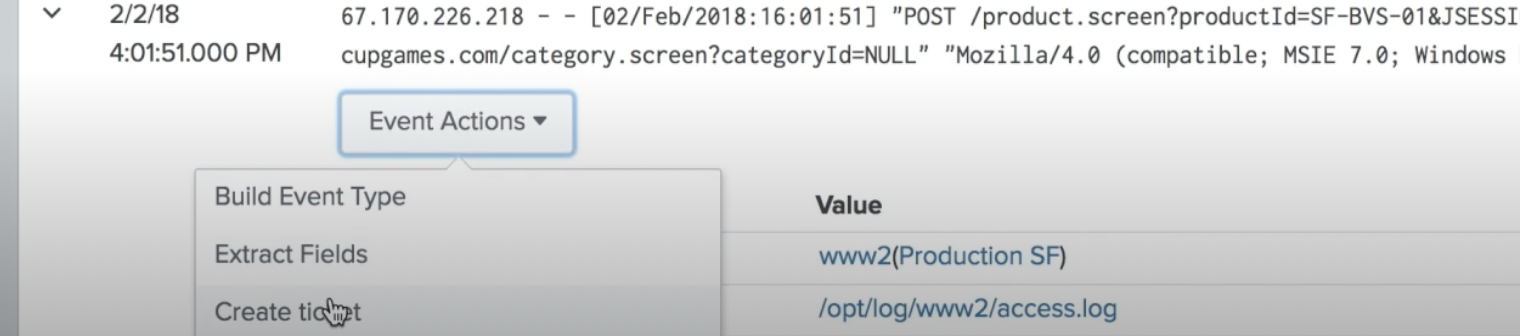 2/2/18 67.170.226.218 - - [02/Feb/2018:16:01:51] "POST /product.screen?productId=SF-BVS-01&JSESSI
4:01:51.000 PM cupgames.com/category.screen?categoryId=NULL" "Mozilla/4.0 (compatible; MSIE 7.0; Windows
Event Actions
Build Event Type
Value
Extract Fields
www2(Production SF)
Create ticket
/opt/log/www2/access.log